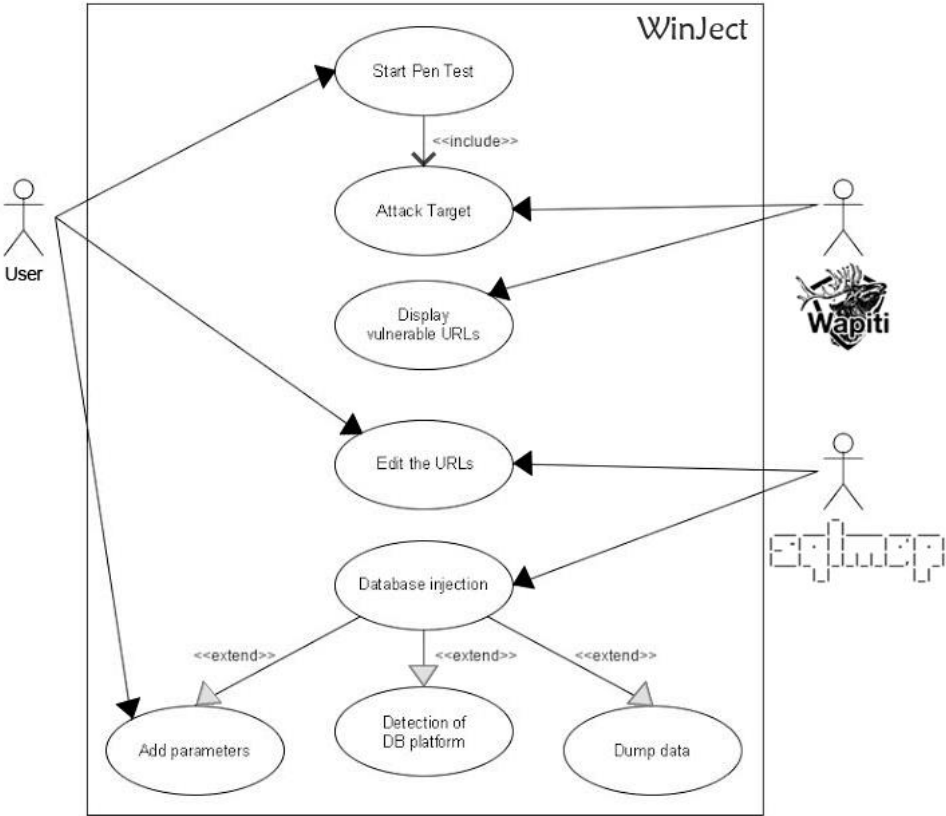 WinJect
Start Pen Test
<<include>>
Attack Target
User
Display
vulnerable URLs
Wapiti
Edit the URLs
sqlmap
Database injection
<<extend>>
<<extend>>
<<extend>>
Add parameters
Detection of
DB platform
Dump data